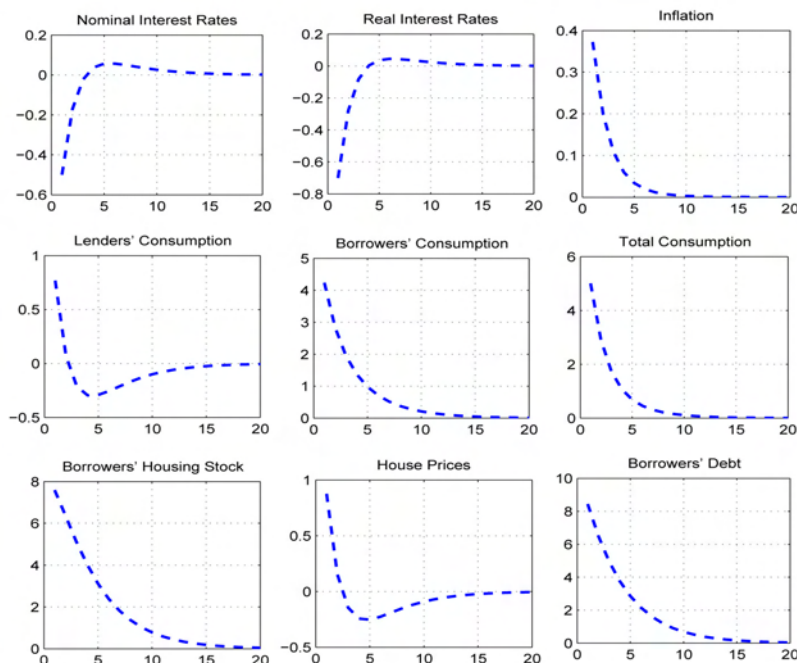 Nominal Interest Rates
0.2
0
−0.2
−0.4
−0.6
0 5 10 15 20
Real Interest Rates
0.2
0
−0.2
−0.4
−0.6
−0.8
0 5 10 15 20
Inflation
0.4
0.3
0.2
0.1
0
0 5 10 15 20
Lenders' Consumption
1
0.5
0
−0.5
0 5 10 15 20
Borrowers' Consumption
5
4
3
2
1
0
0 5 10 15 20
Total Consumption
6
4
2
0
0 5 10 15 20
Borrowers' Housing Stock
8
6
4
2
0
0 5 10 15 20
House Prices
1
0.5
0
−0.5
0 5 10 15 20
Borrowers' Debt
10
8
6
4
2
0
0 5 10 15 20